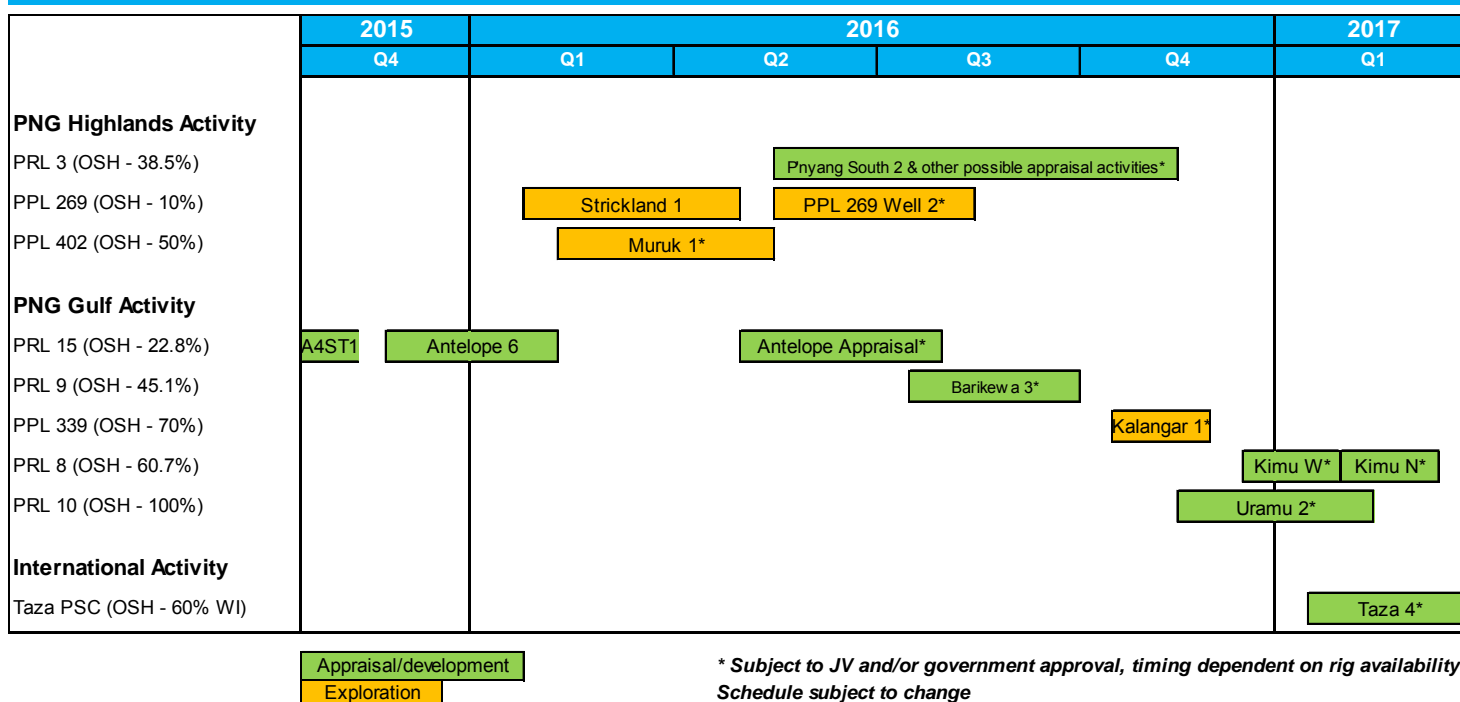 2015 2016 2017
Q4 Q1 Q2 Q3 Q4 Q1
PNG Highlands Activity
PRL 3 (OSH - 38.5%) P'nyang South 2 & other possible appraisal activities*
PPL 269 (OSH - 10%) Strickland 1 PPL 269 Well 2*
PPL 402 (OSH - 50%) Muruk 1*
PNG Gulf Activity
PRL 15 (OSH - 22.8%) A4ST1 Antelope 6 Antelope Appraisal*
PRL 9 (OSH - 45.1%) Barikewa 3*
PPL 339 (OSH - 70%) Kalangar 1*
PRL 8 (OSH - 60.7%) Kimu W* Kimu N*
PRL 10 (OSH - 100%) Uramu 2*
International Activity
Taza PSC (OSH - 60% WI) Taza 4*
Appraisal/development * Subject to JV and/or government approval, timing dependent on rig availability
Exploration Schedule subject to change